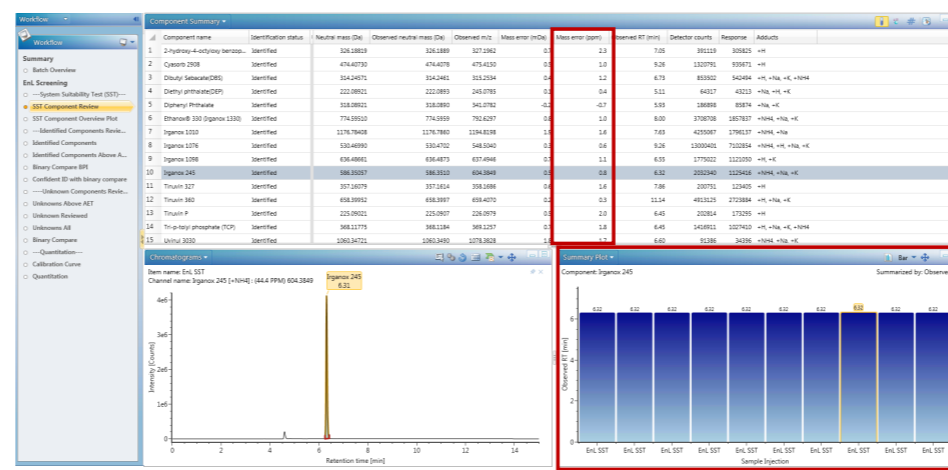 Workflow
Workflow
Summary
Batch Overview
EnL Screening
----System Suitability Test (SST)----
SST Component Review
SST Component Overview Plot
----Identified Components Revie...
Identified Components
Identified Components Above A...
Binary Compare BPI
Confident ID with binary compare
----Unknown Components Revie...
Unknowns Above AET
Unknown Reviewed
Unknowns All
Binary Compare
----Quantitation----
Calibration Curve
Quantitation
Component Summary
Component name Identification status Neutral mass (Da) Observed neutral mass (Da) Observed m/z Mass error (mDa) Mass error (ppm) Observed RT (min) Detector counts Response Adducts
1 2-hydroxy-4-octyloxy benzop... Identified 326.18819 326.1889 327.1962 2.3 7.05 391119 305825 +H
2 Cyasorb 2908 Identified 474.40730 474.4078 475.4150 1.0 9.26 1320791 935671 +H
3 Dibutyl Sebacate(DBS) Identified 314.24571 314.2461 315.2534 1.2 6.73 853502 542494 +H, +Na, +K, +NH4
4 Diethyl phthalate(DEP) Identified 222.08921 222.0893 245.0785 0.4 5.11 64317 43213 +Na, +H, +K
5 Diphenyl Phthalate Identified 318.08921 318.0890 341.0782 -0.7 5.93 186898 85874 +Na, +K
6 Ethanox® 330 (Irganox 1330) Identified 774.59510 774.5959 792.6297 1.0 8.00 3708708 1857837 +NH4, +Na, +K
7 Irganox 1010 Identified 1176.78408 1176.7860 1194.8198 1.6 7.63 4255067 1796137 +NH4, +Na
8 Irganox 1076 Identified 530.46990 530.4702 548.5040 0.6 9.26 13000401 7102854 +NH4, +H, +Na, +K
9 Irganox 1098 Identified 636.48661 636.4873 637.4946 1.1 6.35 1775022 1121050 +H, +K
10 Irganox 245 Identified 586.35057 586.3510 604.3849 0.8 6.32 2032340 1125416 +NH4, +Na, +K
11 Tinuvin 327 Identified 357.16079 357.1614 358.1686 1.6 7.86 200751 123405 +H
12 Tinuvin 360 Identified 658.39952 658.3997 659.4070 0.3 11.14 4913125 2723884 +H, +Na, +K
13 Tinuvin P Identified 225.09021 225.0907 226.0979 2.0 6.45 202814 173295 +H
14 Tri-p-tolyl phosphate (TCP) Identified 368.11775 368.1184 369.1257 1.8 6.45 1416911 1027410 +H, +Na, +K, +NH4
15 Uvinul 3030 Identified 1060.34721 1060.3490 1078.3828 1.7 6.60 91386 34396 +NH4, +Na, +K
Chromatograms
Item name: EnL SST
Channel name: Irganox 245 [+NH4] : (44.4 PPM) 604.3849
Irganox 245
6.31
4e6
3e6
2e6
1e6
0
Intensity [Counts]
0 2 4 6 8 10 12 14
Retention time [min]
Summary Plot
Bar
Component: Irganox 245 Summarized by: Observe
6.32 6.32 6.32 6.32 6.32 6.32 6.32 6.32 6.32 6.32
6
4
2
0
Observed RT [min]
EnL SST EnL SST EnL SST EnL SST EnL SST EnL SST EnL SST EnL SST EnL SST EnL SST
Sample Injection